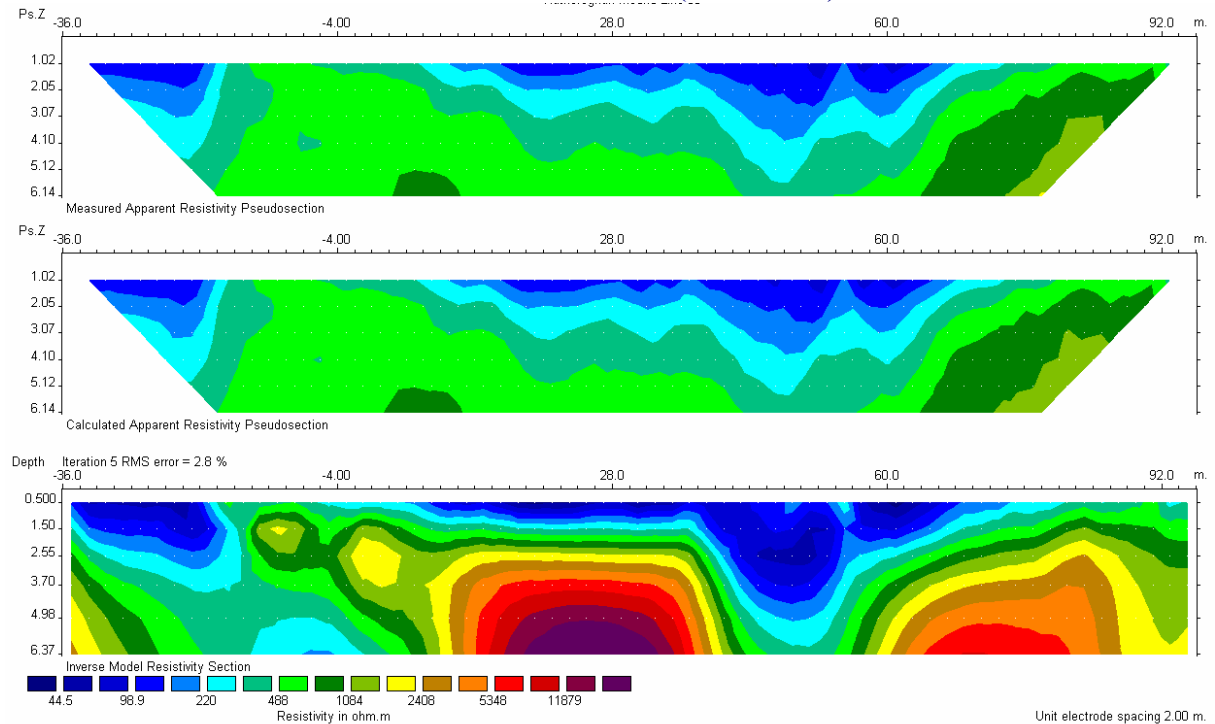 Ps.Z
-36.0 -4.00 28.0 60.0 92.0 m.
1.02
2.05
3.07
4.10
5.12
6.14
Measured Apparent Resistivity Pseudosection
Ps.Z
-36.0 -4.00 28.0 60.0 92.0 m.
1.02
2.05
3.07
4.10
5.12
6.14
Calculated Apparent Resistivity Pseudosection
Depth Iteration 5 RMS error = 2.8 %
-36.0 -4.00 28.0 60.0 92.0 m.
0.500
1.50
2.55
3.70
4.98
6.37
Inverse Model Resistivity Section
44.5 98.9 220 488 1084 2408 5348 11879
Resistivity in ohm.m Unit electrode spacing 2.00 m.